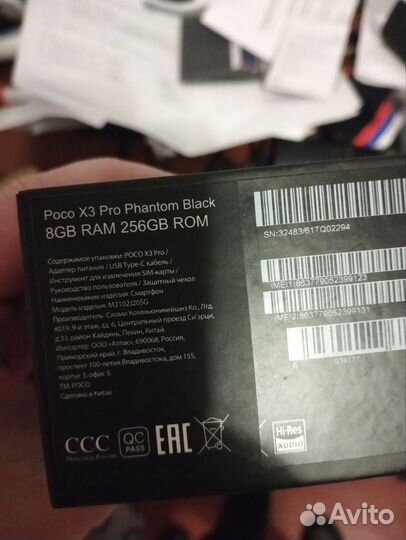 Poco X3 Pro Phantom Black
8GB RAM 256GB ROM
Содержимое упаковки: POCO X3 Pro/
Адаптер питания / USB Type-C кабель /
Инструмент для извлечения SIM-карты /
Руководство пользователя / Защитный чехол
Наименование изделия: Смартфон
Модель изделия: M2102J20SG
Производитель: Сяоми Коммьюникейшнз Ко., Лтд.
#019, 9-й этаж, зд. 6, Центральный проезд Си'эрци,
д.33, район Хайдянь, Пекин, Китай
Импортер: ООО «Атлас», 690068, Россия,
Приморский край, г. Владивосток,
проспект 100-летия Владивостока, дом 155,
корпус 3, офис 5.
TM: POCO
Сделано в Китае
SN:32483/61TQ02294
IMEI1:863779052399123
IMEI2:863779052399131
6 034177
CCC
QC
PASS
EAC
Hi-Res
AUDIO
Avito